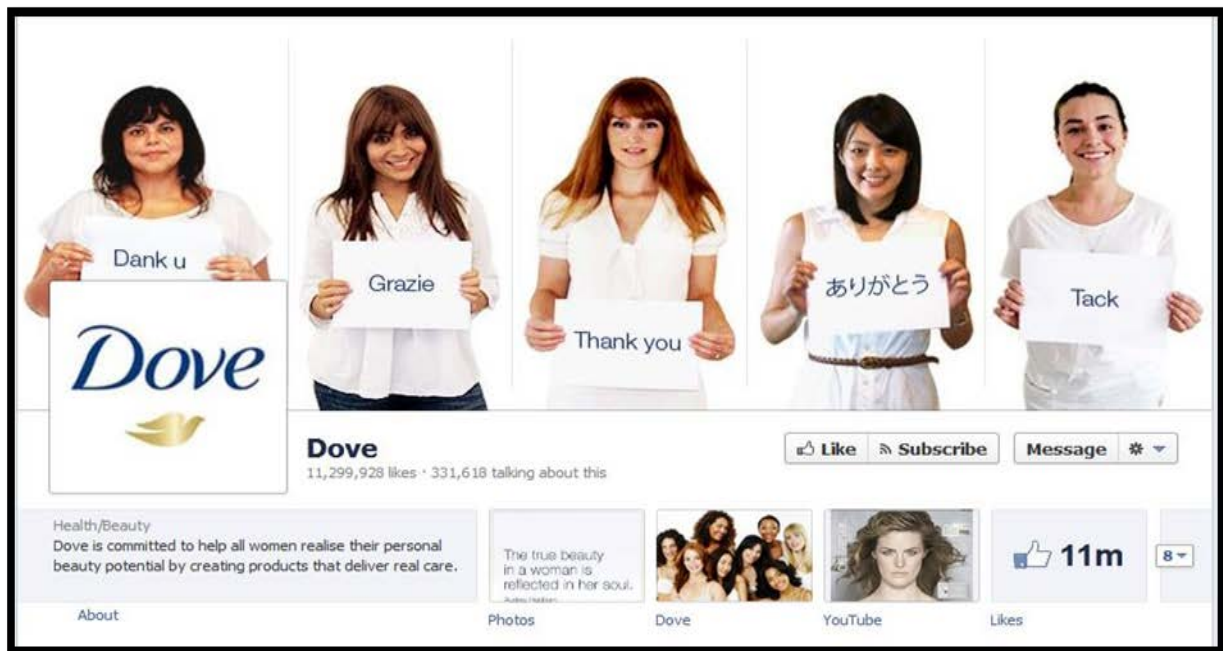 Dank u
Grazie
Thank you
ありがとう
Tack
Dove
Dove
11,299,928 likes · 331,618 talking about this
Like
Subscribe
Message
Health/Beauty
Dove is committed to help all women realise their personal
beauty potential by creating products that deliver real care.
About
The true beauty
in a woman is
reflected in her soul.
Photos
Dove
YouTube
11m
Likes
8